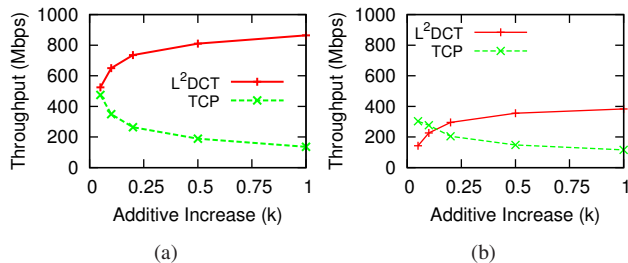 Throughput (Mbps)
1000
800
600
400
200
0
L²DCT
TCP
0 0.25 0.5 0.75 1
Additive Increase (k)
(a)
Throughput (Mbps)
1000
800
600
400
200
0
L²DCT
TCP
0 0.25 0.5 0.75 1
Additive Increase (k)
(b)